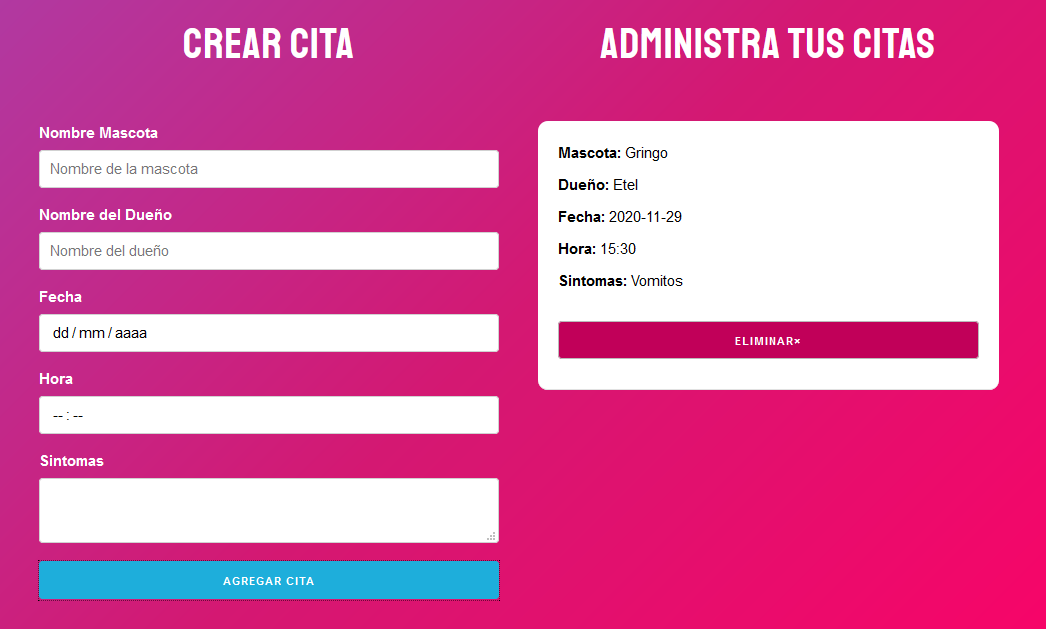 CREAR CITA
Nombre Mascota
Nombre de la mascota
Nombre del Dueño
Nombre del dueño
Fecha
dd / mm / aaaa
Hora
-- : --
Sintomas
AGREGAR CITA
ADMINISTRA TUS CITAS
Mascota: Gringo
Dueño: Etel
Fecha: 2020-11-29
Hora: 15:30
Sintomas: Vomitos
ELIMINAR×